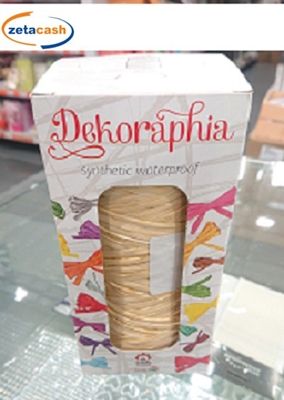 zetacash
Dekoraphia
synthetic waterproof